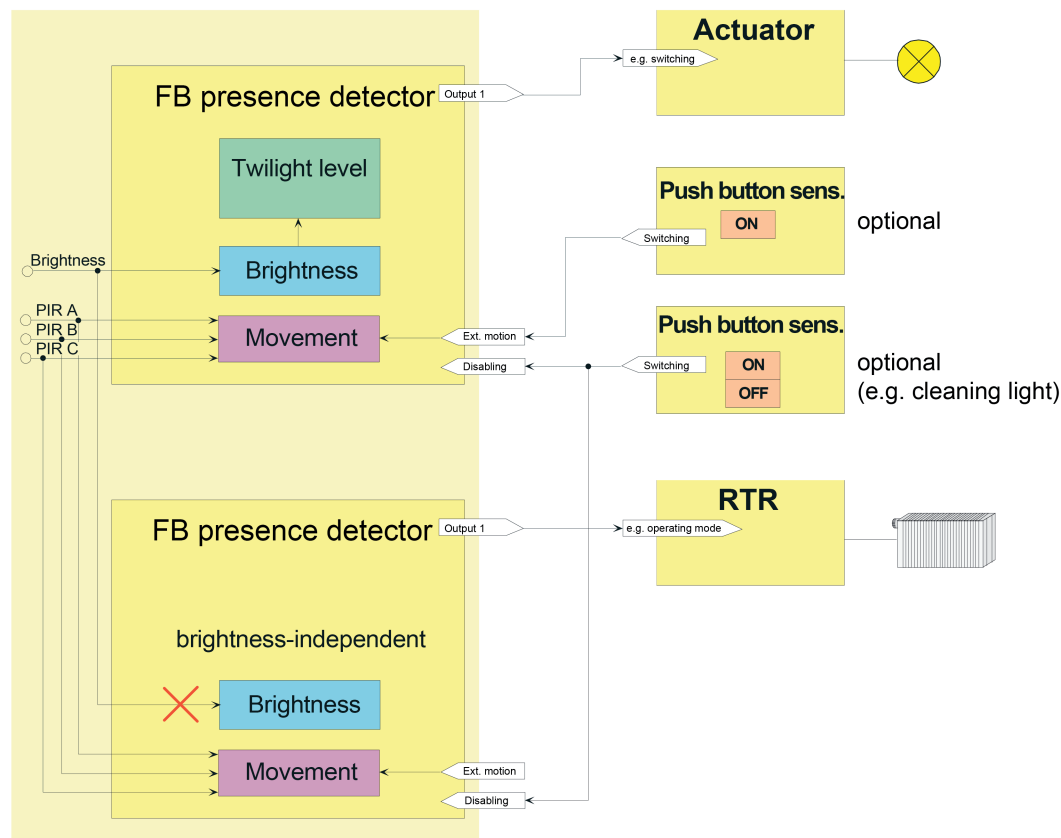 Actuator
e.g. switching
FB presence detector
Output 1
Twilight level
Push button sens.
ON
optional
Switching
Brightness
Brightness
PIR A
PIR B
PIR C
Movement
Ext. motion
Disabling
Push button sens.
Switching
ON
OFF
optional
(e.g. cleaning light)
RTR
FB presence detector
Output 1
e.g. operating mode
brightness-independent
Brightness
Movement
Ext. motion
Disabling